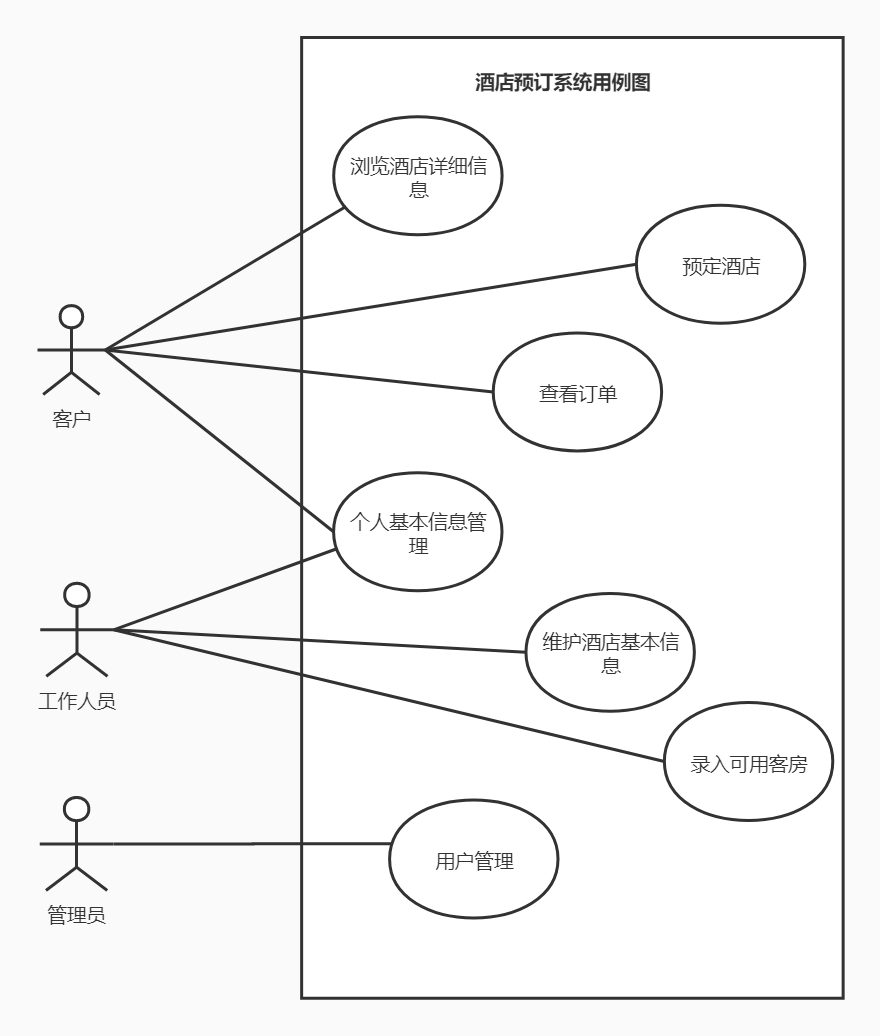 酒店预订系统用例图
浏览酒店详细信
息
预定酒店
查看订单
客户
个人基本信息管
理
维护酒店基本信
息
工作人员
录入可用客房
用户管理
管理员